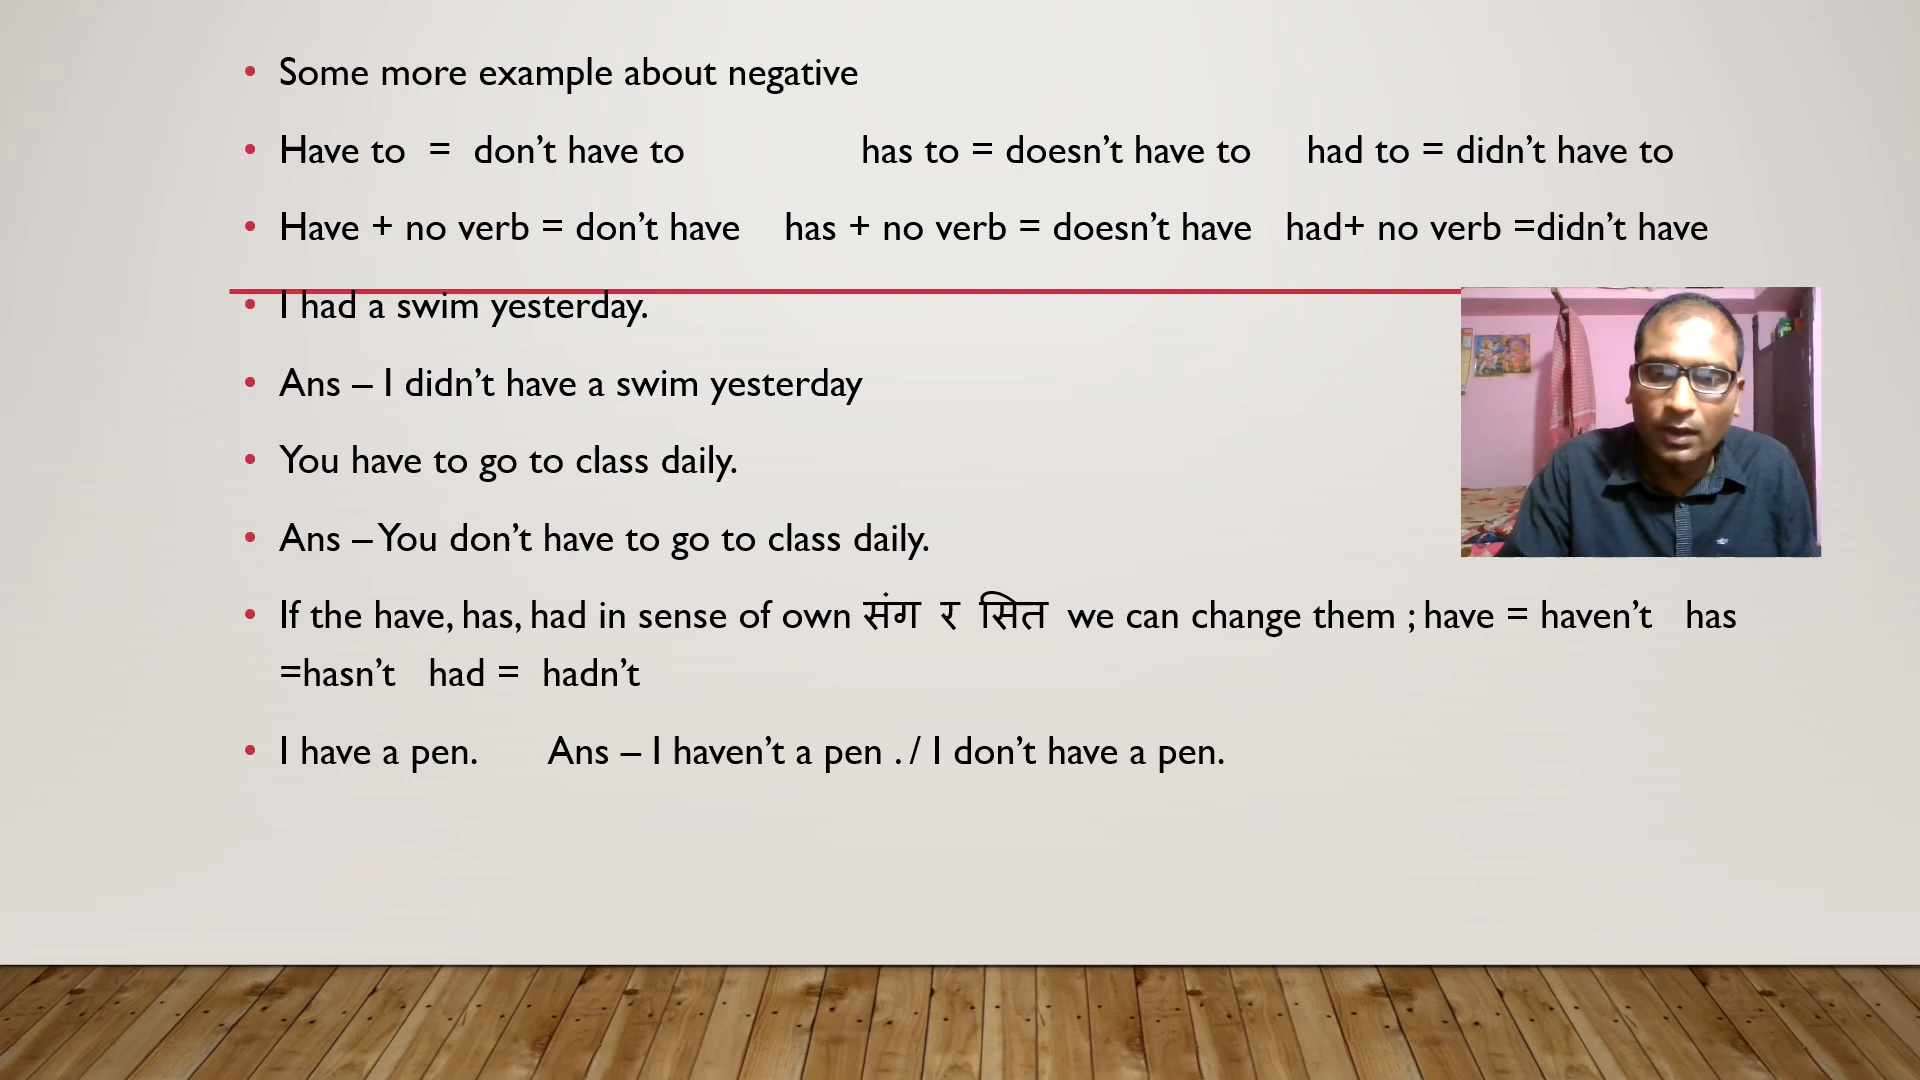 Some more example about negative
Have to = don’t have to has to = doesn’t have to had to = didn’t have to
Have + no verb = don’t have has + no verb = doesn’t have had+ no verb =didn’t have
I had a swim yesterday.
Ans – I didn’t have a swim yesterday
You have to go to class daily.
Ans – You don’t have to go to class daily.
If the have, has, had in sense of own संग र सित we can change them ; have = haven’t has
=hasn’t had = hadn’t
I have a pen. Ans – I haven’t a pen . / I don’t have a pen.